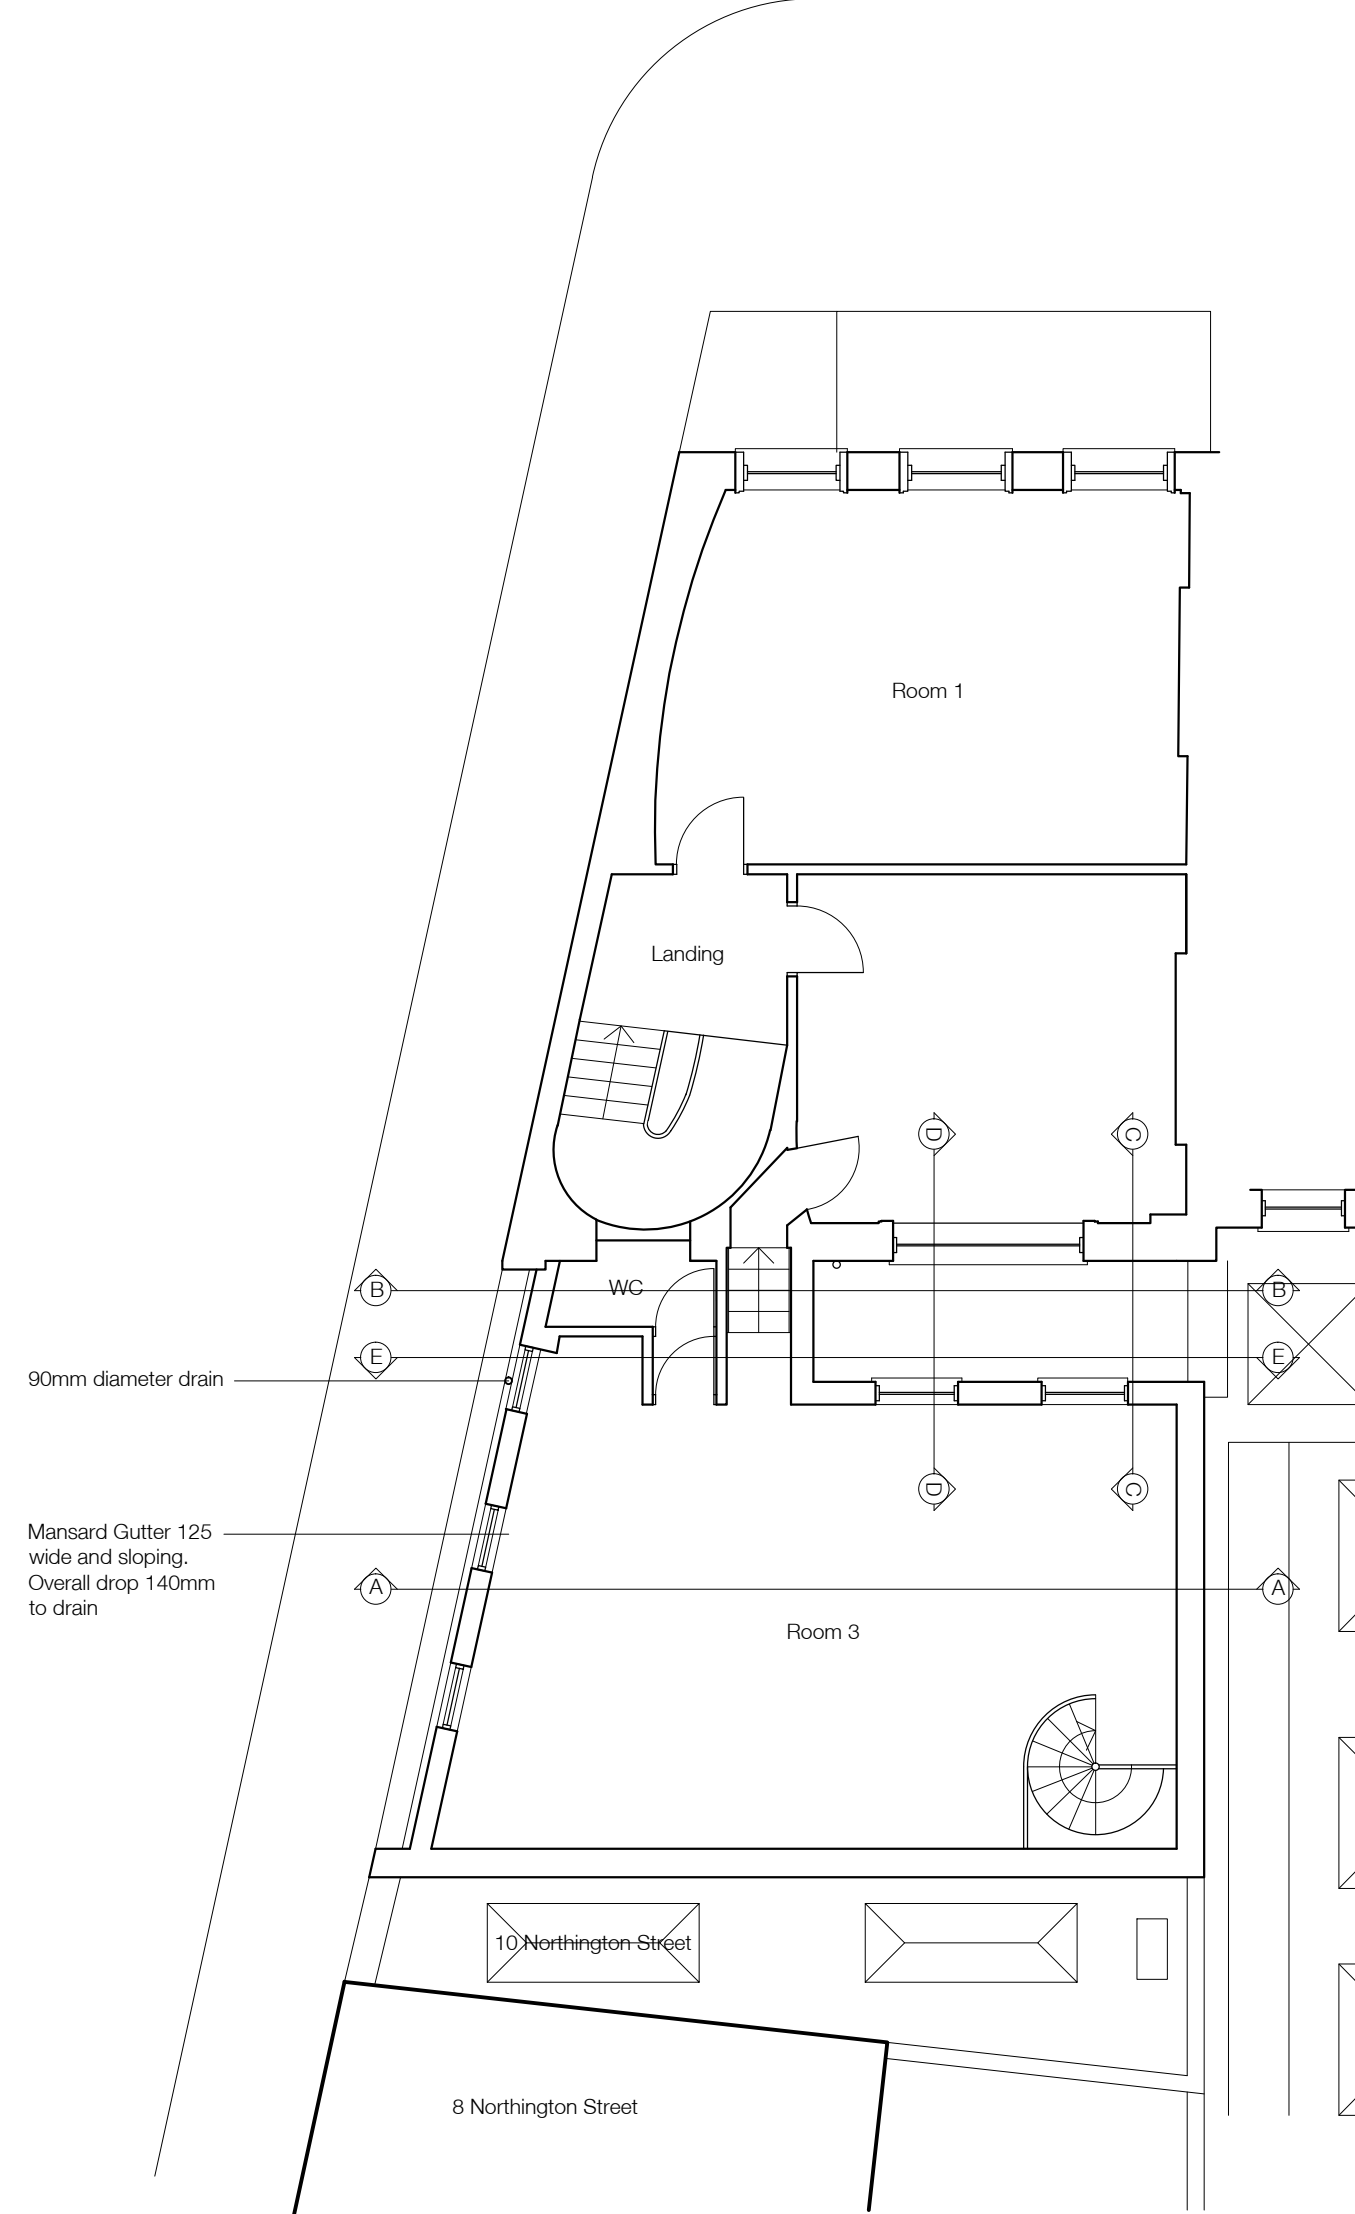 Room 1
Landing
D
C
WC
B
B
E
E
90mm diameter drain
D
C
Mansard Gutter 125
wide and sloping.
Overall drop 140mm
to drain
A
A
Room 3
10 Northington Street
8 Northington Street